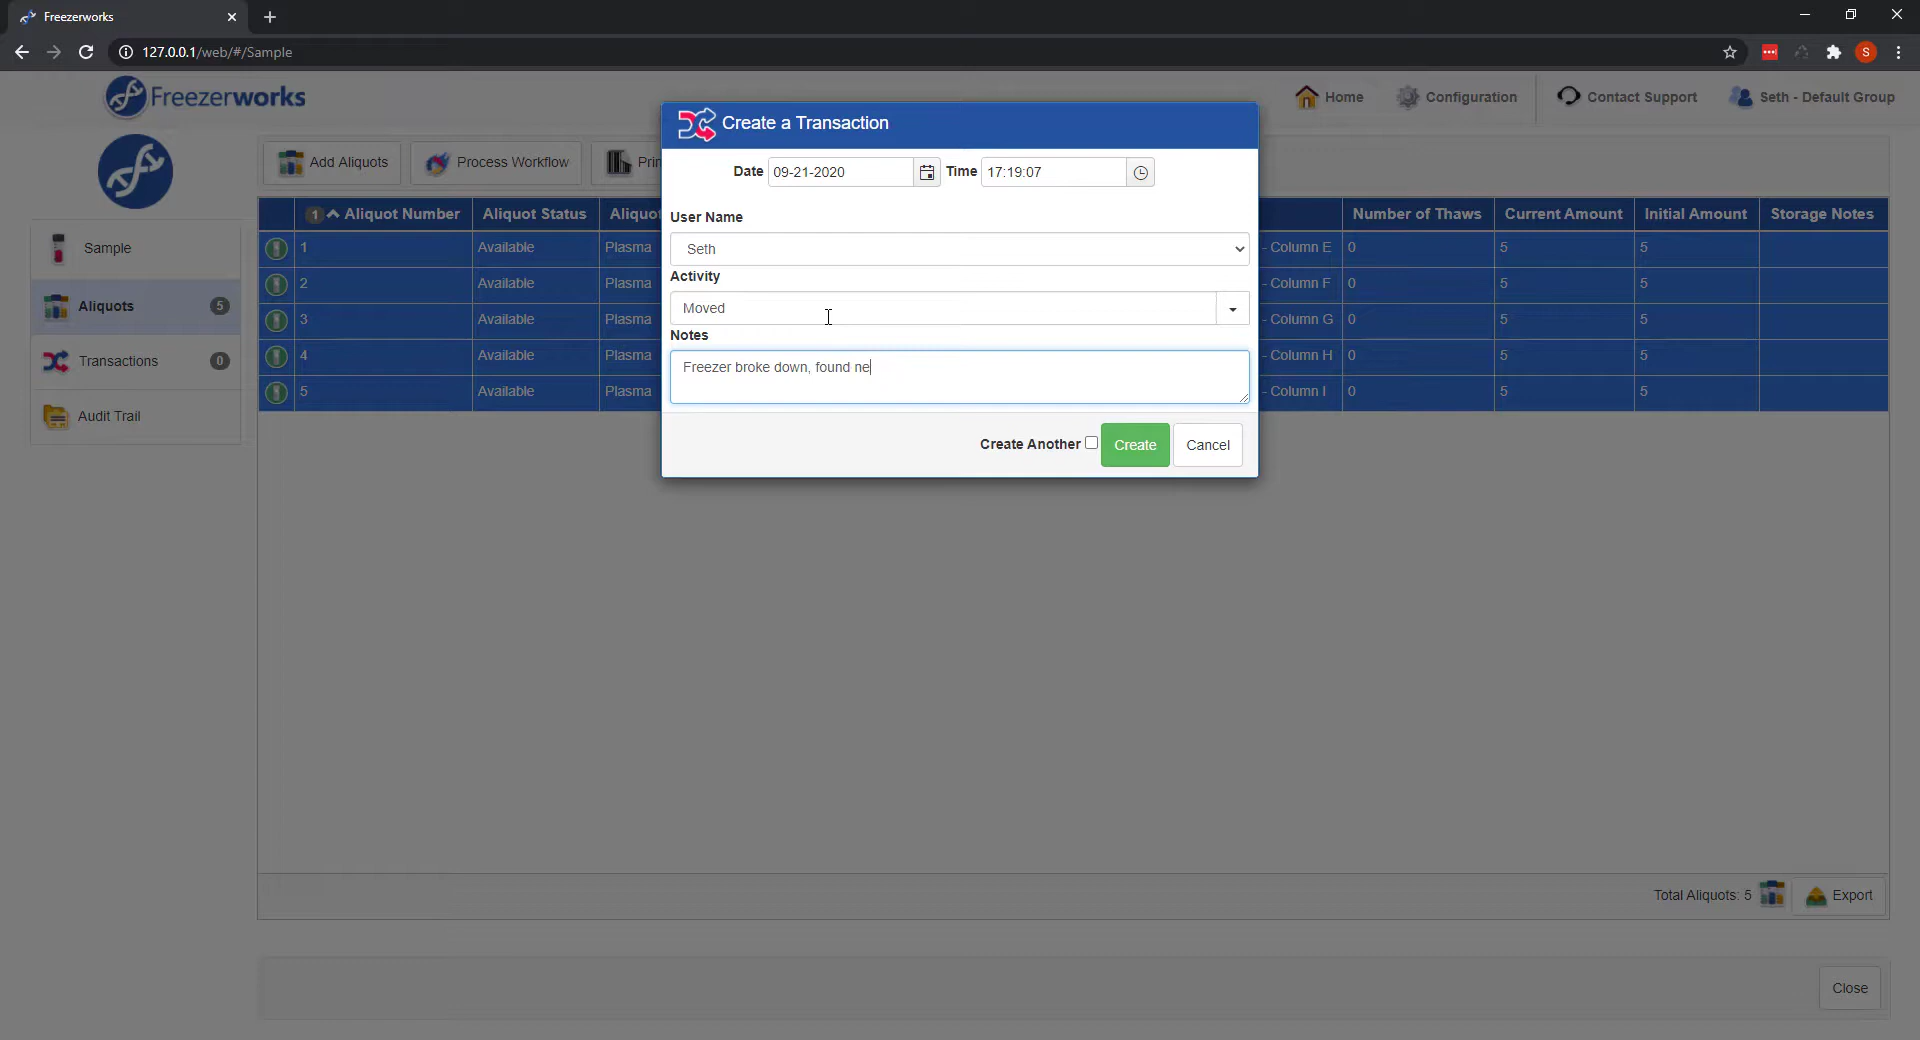 Freezerworks
127.0.0.1/web/#/Sample
S
Freezerworks
Home
Configuration
Contact Support
Seth - Default Group
Add Aliquots
Process Workflow
Sample
Aliquots 5
Transactions 0
Audit Trail
1 Aliquot Number Aliquot Status Number of Thaws Current Amount Initial Amount Storage Notes
1 Available Plasma - Column E 0 5 5
2 Available Plasma - Column F 0 5 5
3 Available Plasma - Column G 0 5 5
4 Available Plasma - Column H 0 5 5
5 Available Plasma - Column I 0 5 5
Create a Transaction
Date 09-21-2020 Time 17:19:07
User Name
Seth
Activity
Moved
Notes
Freezer broke down, found ne
Create Another Create Cancel
Total Aliquots: 5 Export
Close